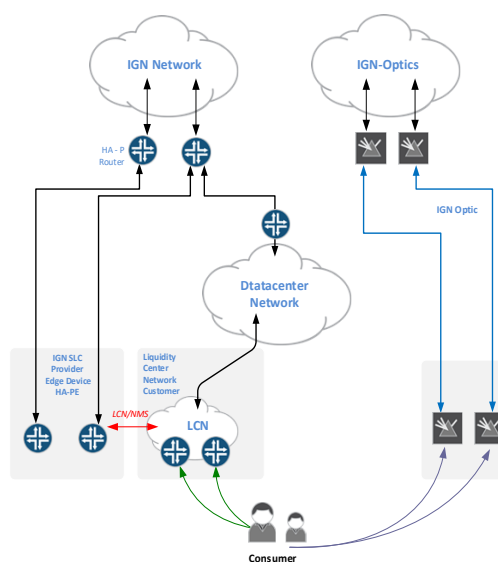 IGN Network
IGN-Optics
HA - P
Router
IGN Optic
Dtatacenter
Network
IGN SLC
Provider
Edge Device
HA-PE
Liquidity
Center
Network
Customer
LCN/NMS
LCN
Consumer